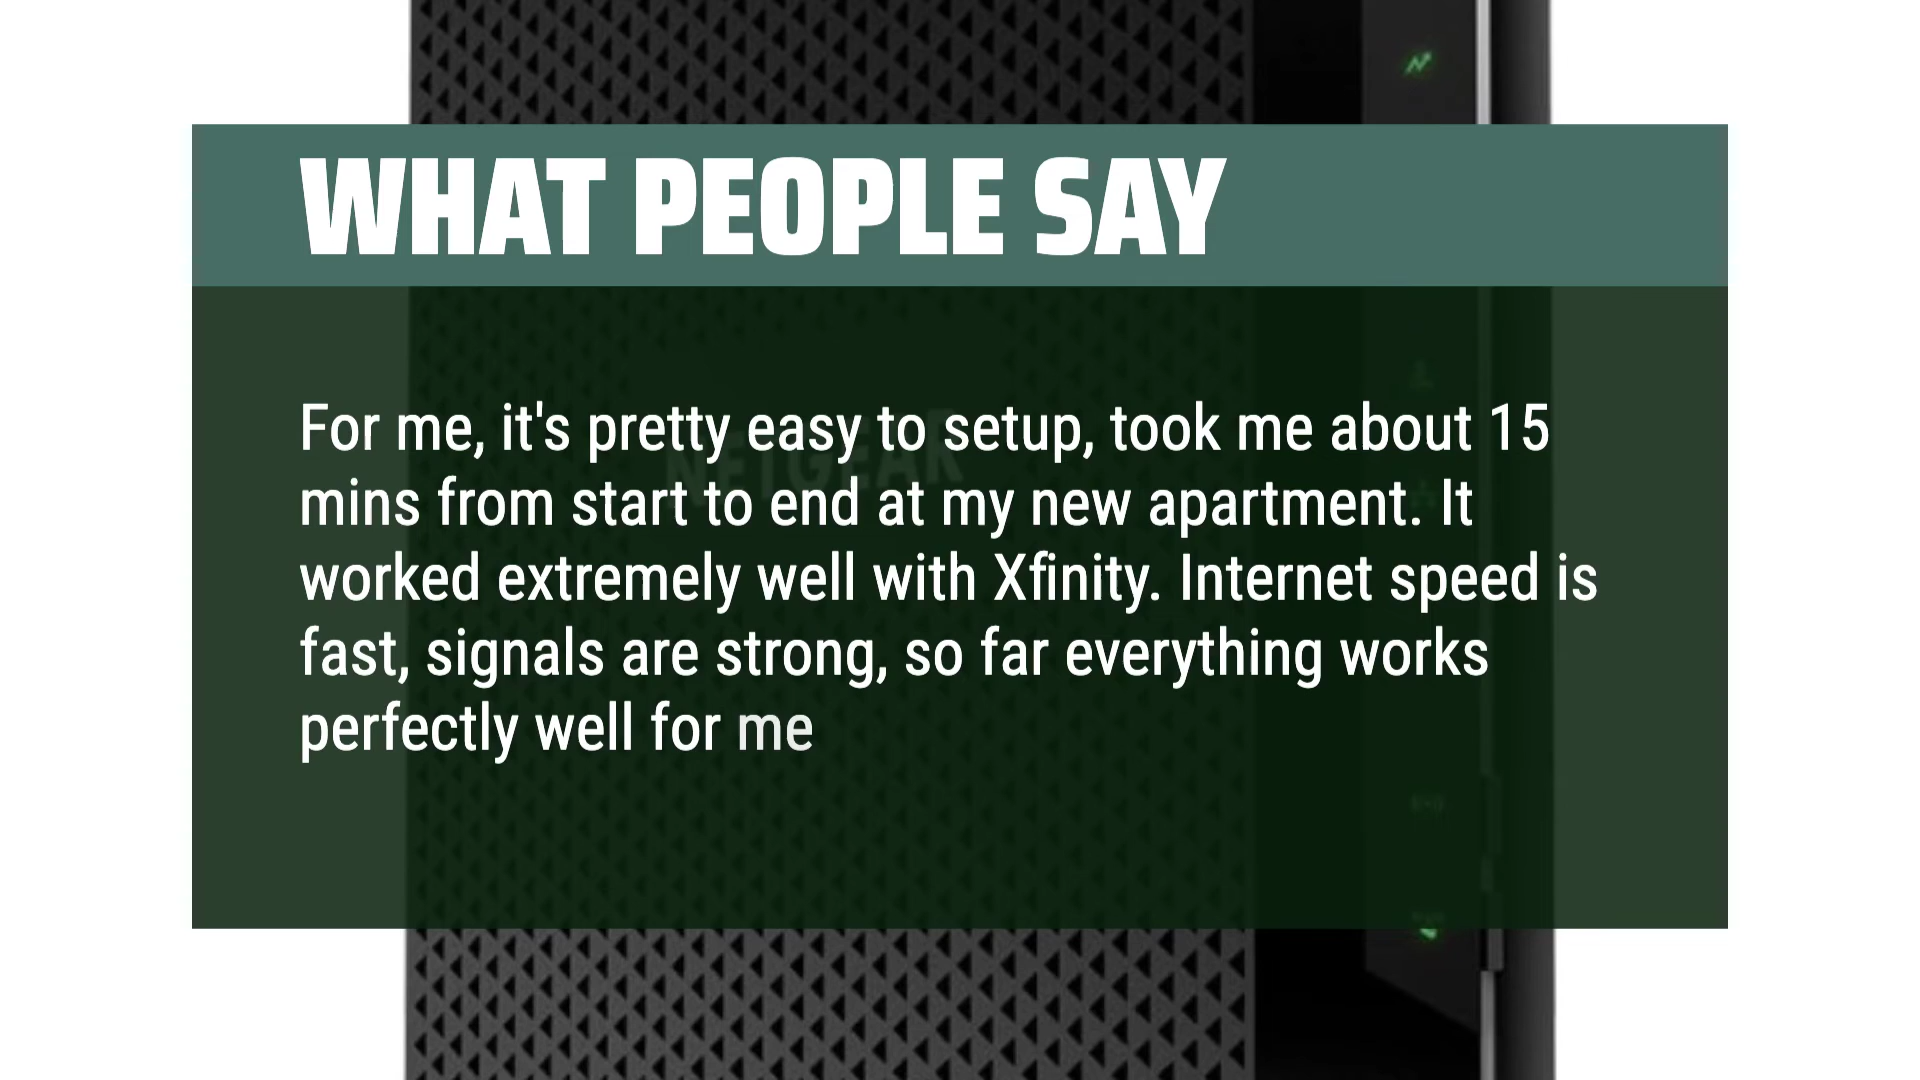 WHAT PEOPLE SAY
For me, it's pretty easy to setup, took me about 15
mins from start to end at my new apartment. It
worked extremely well with Xfinity. Internet speed is
fast, signals are strong, so far everything works
perfectly well for me
NETGEAR